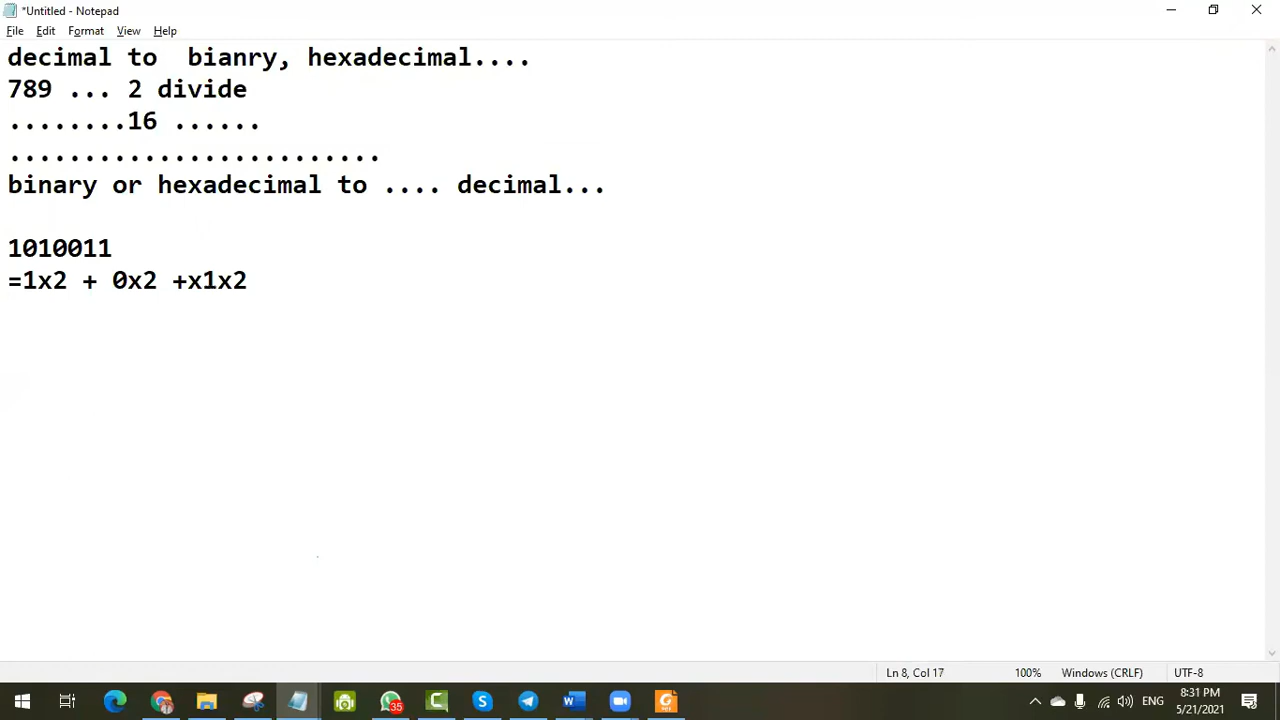 *Untitled - Notepad
File Edit Format View Help
decimal to  bianry, hexadecimal....
789 ... 2 divide
........16 ......
.........................
binary or hexadecimal to .... decimal...
1010011
=1x2 + 0x2 +x1x2
Ln 8, Col 17 100% Windows (CRLF) UTF-8
35 ENG 8:31 PM
5/21/2021